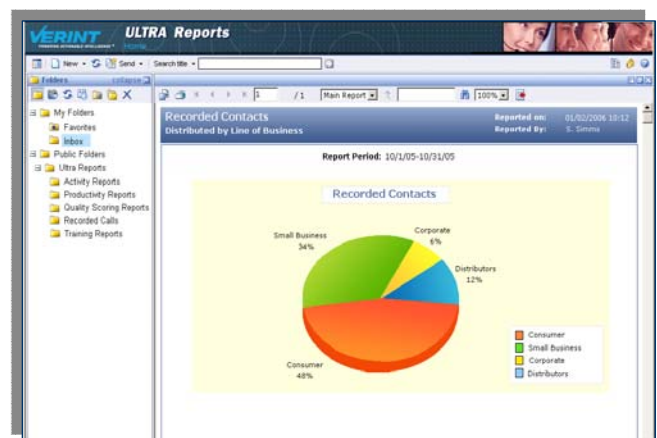 VERINT
ULTRA Reports
POWERING ACTIONABLE INTELLIGENCE
Home
New
Send
Search title
Folders
collapse
1
/1
Main Report
100%
My Folders
Favorites
Inbox
Public Folders
Ultra Reports
Activity Reports
Productivity Reports
Quality Scoring Reports
Recorded Calls
Training Reports
Recorded Contacts
Distributed by Line of Business
Reported on: 01/02/2006 10:12
Reported By: S. Simms
Report Period: 10/1/05-10/31/05
Recorded Contacts
Small Business
34%
Corporate
6%
Distributors
12%
Consumer
48%
Consumer
Small Business
Corporate
Distributors